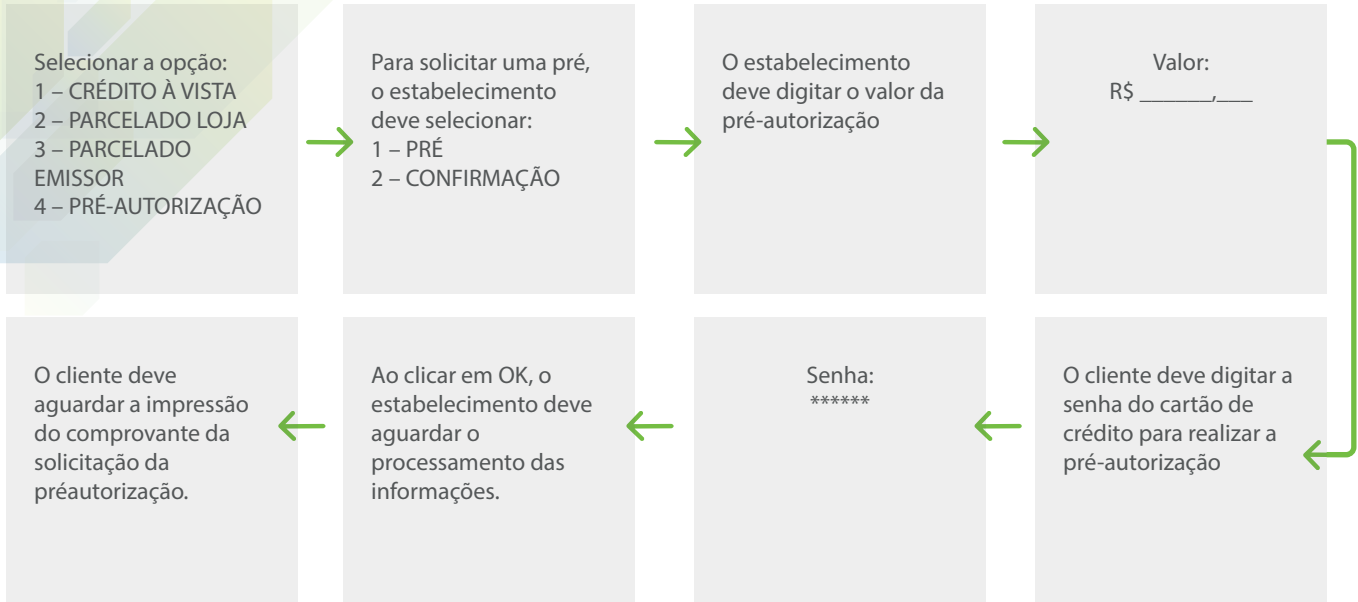 Selecionar a opção:
1 – CRÉDITO À VISTA
2 – PARCELADO LOJA
3 – PARCELADO
EMISSOR
4 – PRÉ-AUTORIZAÇÃO
Para solicitar uma pré,
o estabelecimento
deve selecionar:
1 – PRÉ
2 – CONFIRMAÇÃO
O estabelecimento
deve digitar o valor da
pré-autorização
Valor:
R$ ______,___
O cliente deve digitar a
senha do cartão de
crédito para realizar a
pré-autorização
Senha:
******
Ao clicar em OK, o
estabelecimento deve
aguardar o
processamento das
informações.
O cliente deve
aguardar a impressão
do comprovante da
solicitação da
préautorização.